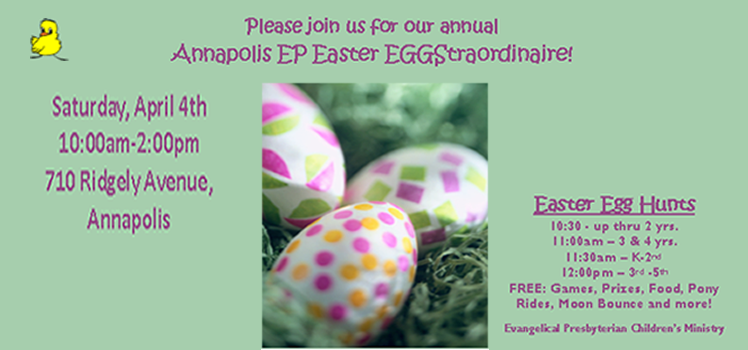 Please join us for our annual
Annapolis EP Easter EGGStraordinaire!
Saturday, April 4th
10:00am-2:00pm
710 Ridgely Avenue,
Annapolis
Easter Egg Hunts
10:30 - up thru 2 yrs.
11:00am – 3 & 4 yrs.
11:30am – K-2nd
12:00pm – 3rd -5th
FREE: Games, Prizes, Food, Pony
Rides, Moon Bounce and more!
Evangelical Presbyterian Children's Ministry